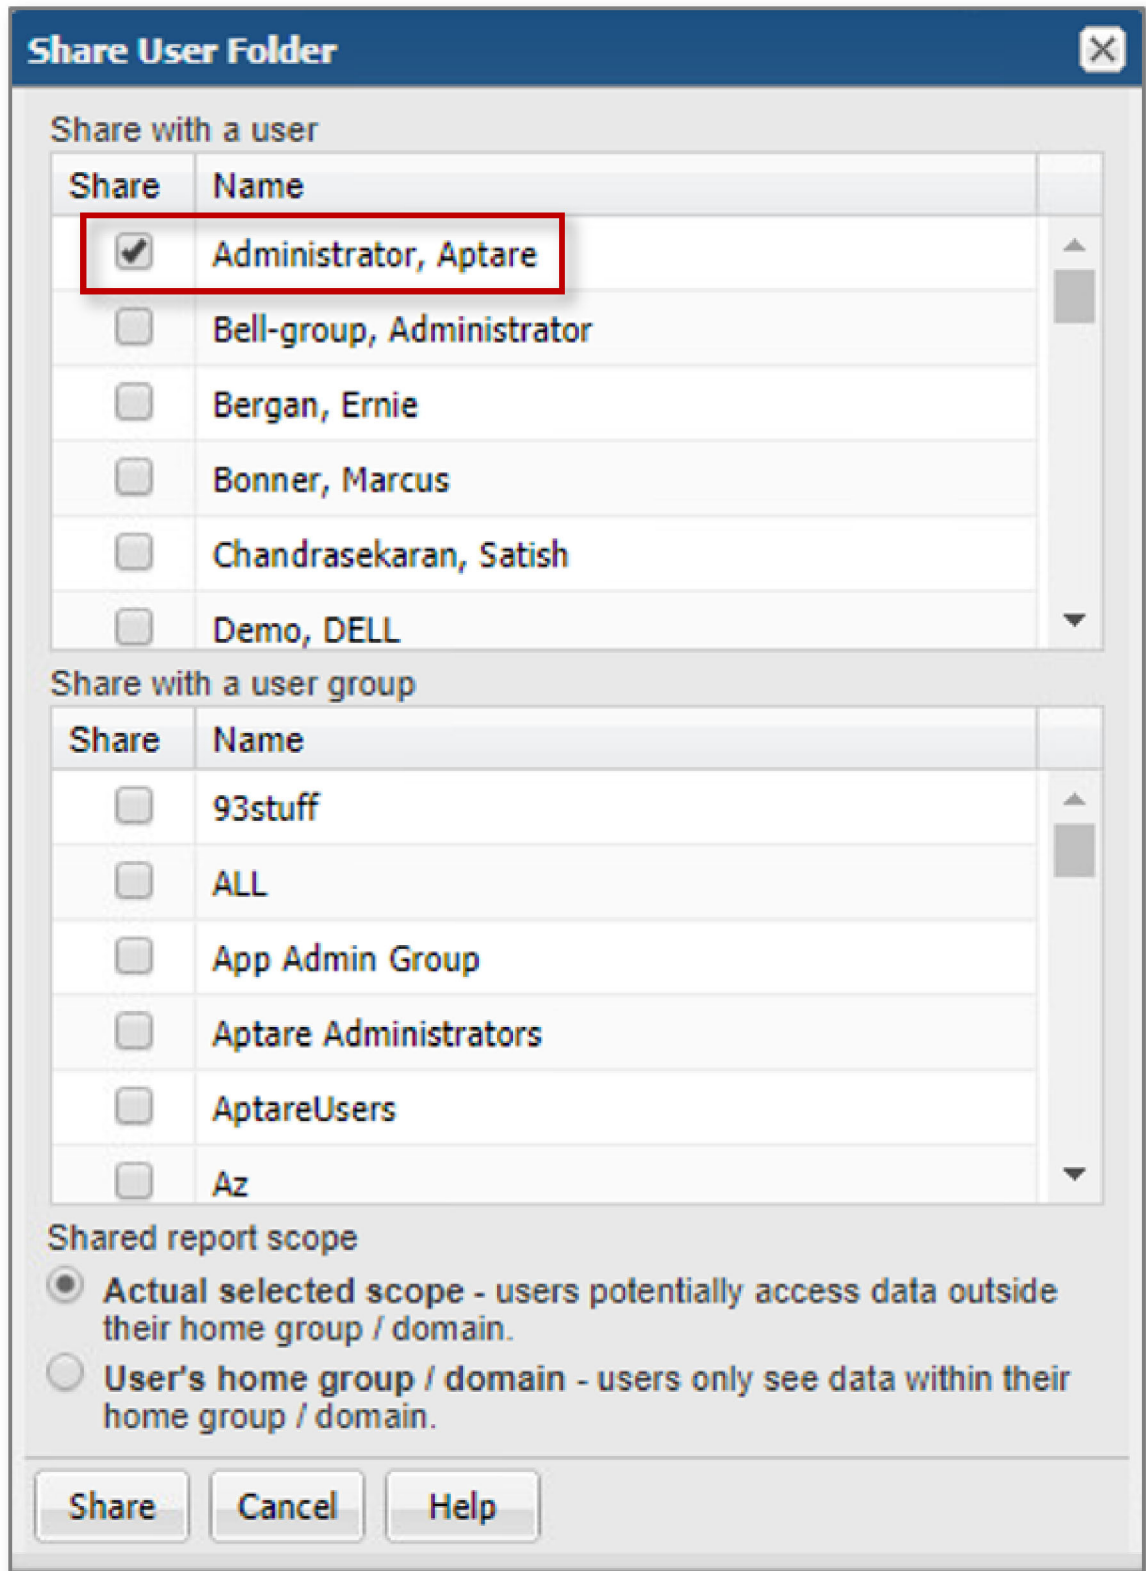 Share User Folder
Share with a user
Share Name
Administrator, Aptare
Bell-group, Administrator
Bergan, Ernie
Bonner, Marcus
Chandrasekaran, Satish
Demo, DELL
Share with a user group
Share Name
93stuff
ALL
App Admin Group
Aptare Administrators
AptareUsers
Az
Shared report scope
Actual selected scope - users potentially access data outside
their home group / domain.
User's home group / domain - users only see data within their
home group / domain.
Share Cancel Help